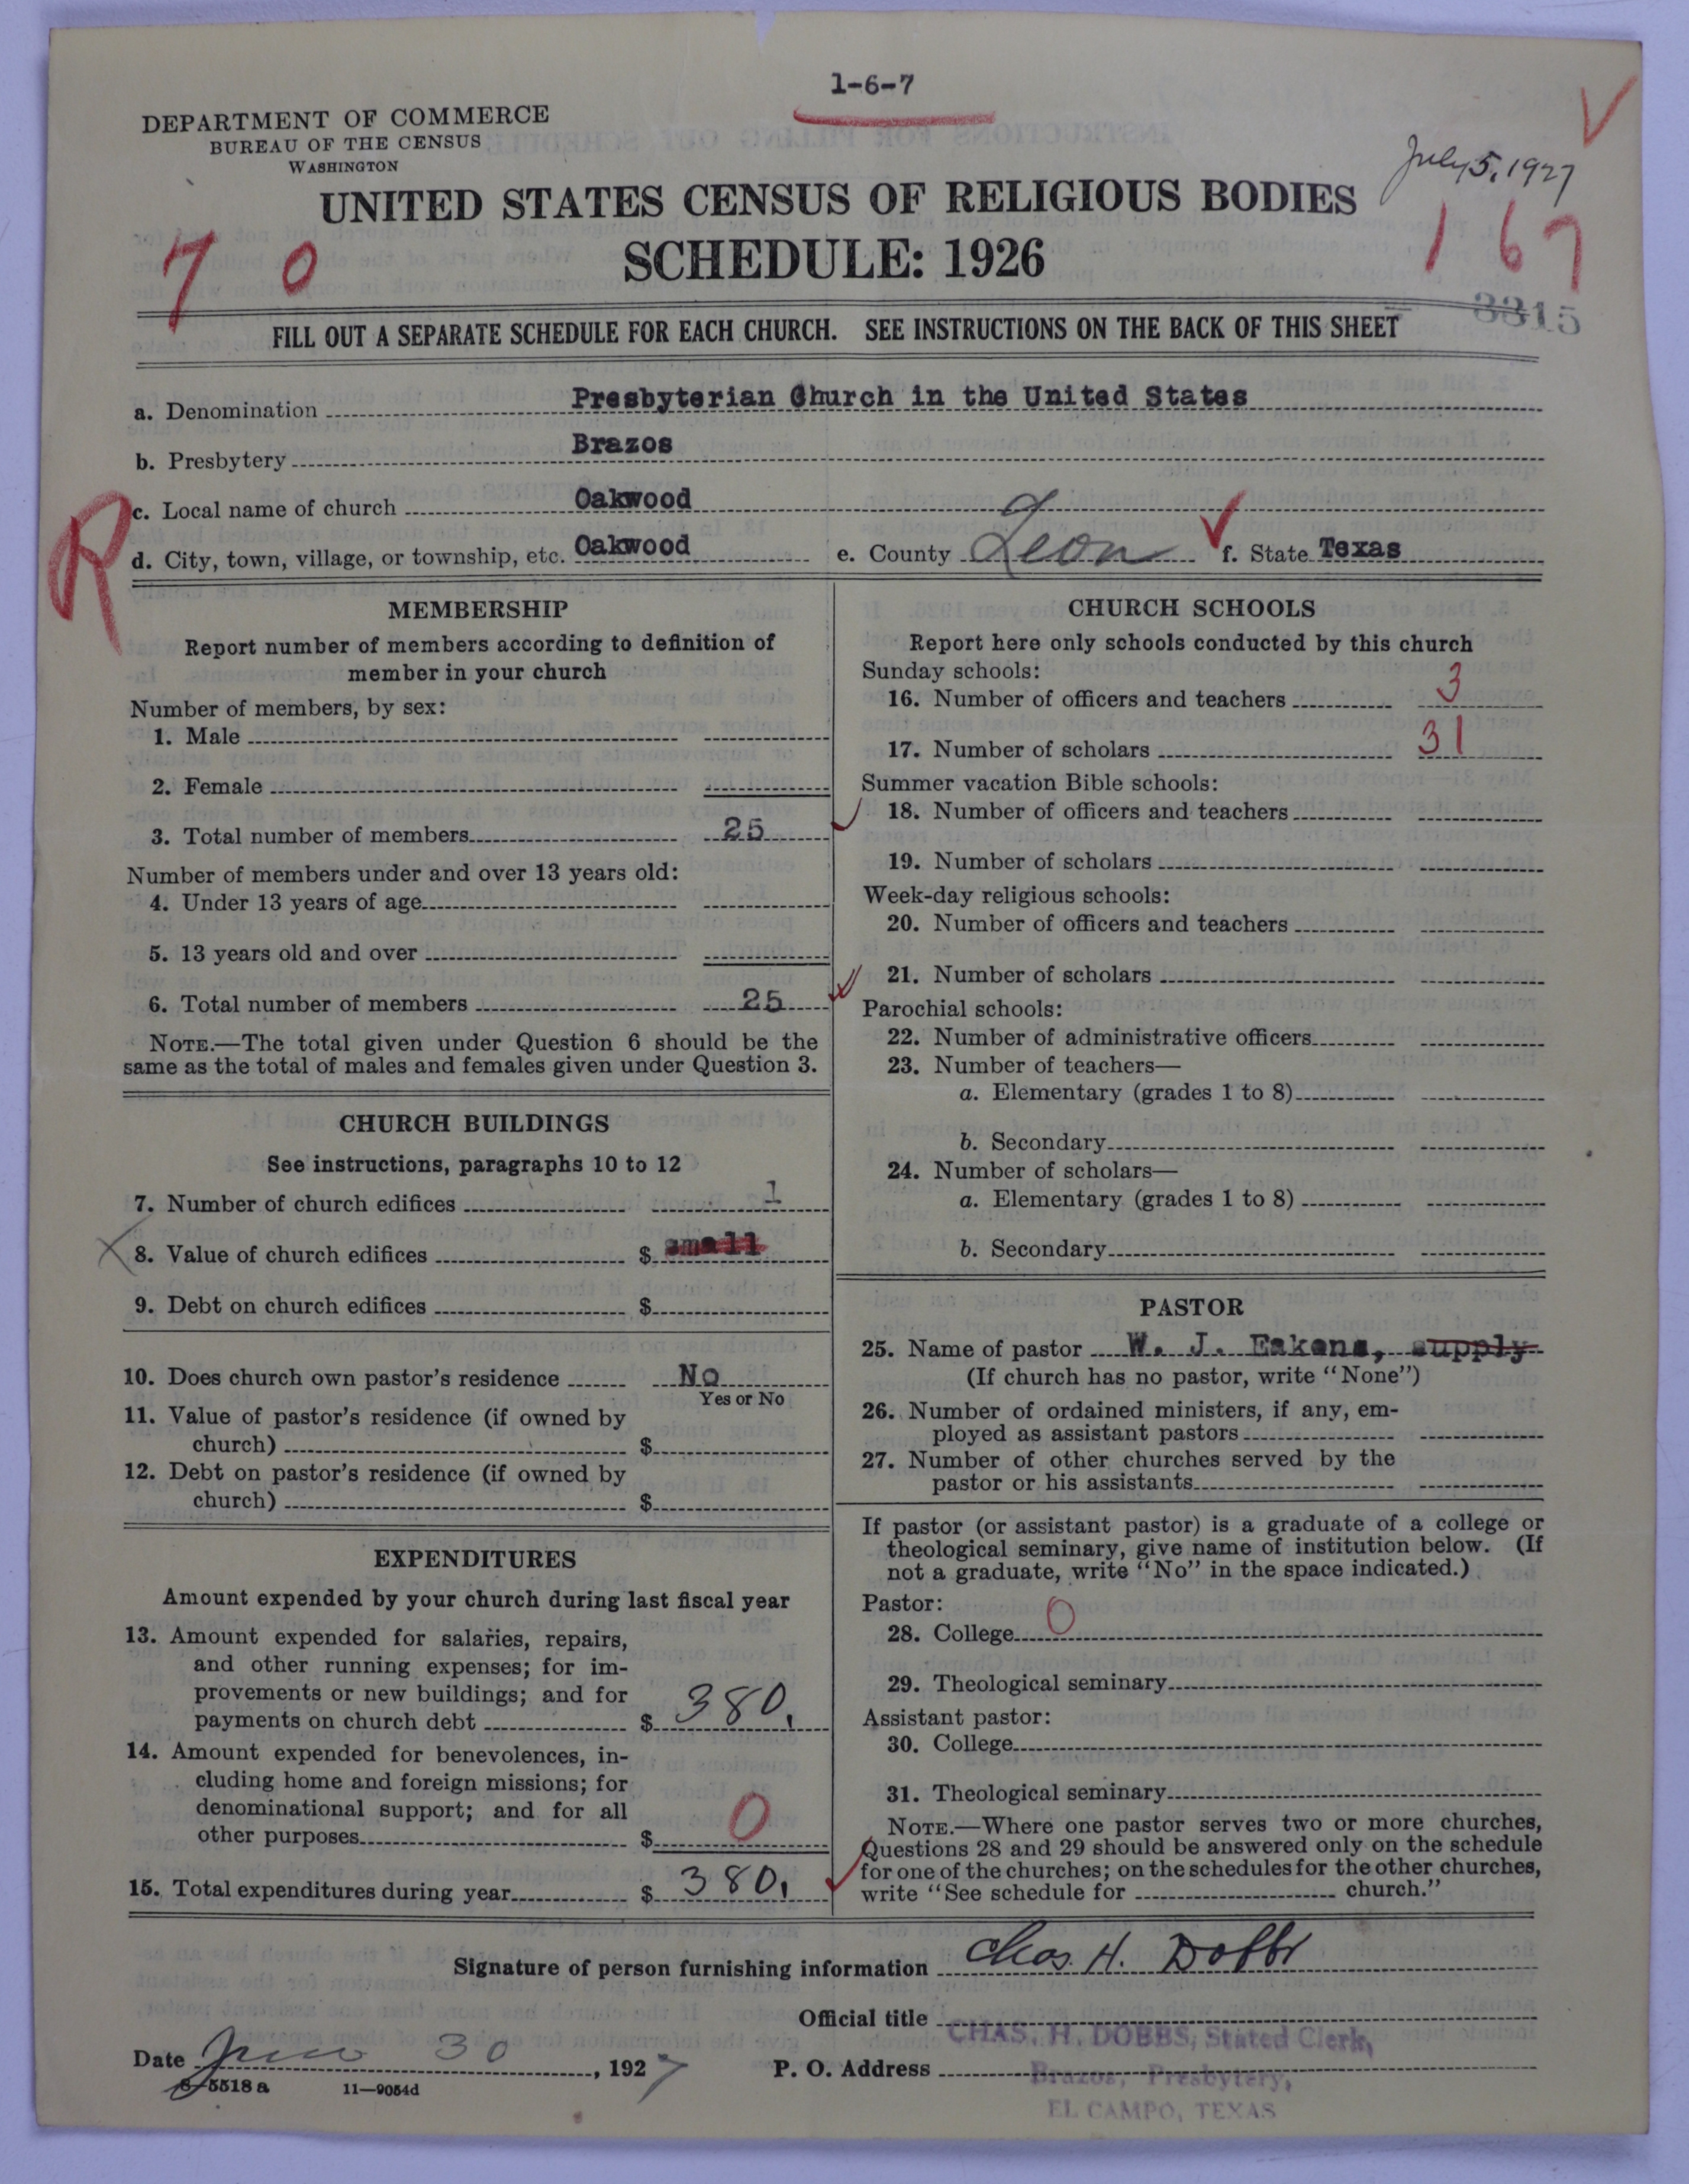 1-6-7
DEPARTMENT OF COMMERCE
BUREAU OF THE CENSUS
WASHINGTON
July 5, 1927
UNITED STATES CENSUS OF RELIGIOUS BODIES
SCHEDULE: 1926
7 0
1 6 7
3315
FILL OUT A SEPARATE SCHEDULE FOR EACH CHURCH. SEE INSTRUCTIONS ON THE BACK OF THIS SHEET
a. Denomination Presbyterian Church in the United States
b. Presbytery Brazos
R
c. Local name of church Oakwood
d. City, town, village, or township, etc. Oakwood e. County Leon f. State Texas
MEMBERSHIP
Report number of members according to definition of
member in your church
Number of members, by sex:
1. Male
2. Female
3. Total number of members 25
Number of members under and over 13 years old:
4. Under 13 years of age
5. 13 years old and over
6. Total number of members 25
NOTE.—The total given under Question 6 should be the
same as the total of males and females given under Question 3.
CHURCH BUILDINGS
See instructions, paragraphs 10 to 12
7. Number of church edifices 1
8. Value of church edifices $ small
9. Debt on church edifices $
10. Does church own pastor's residence No
Yes or No
11. Value of pastor's residence (if owned by
church) $
12. Debt on pastor's residence (if owned by
church) $
EXPENDITURES
Amount expended by your church during last fiscal year
13. Amount expended for salaries, repairs,
and other running expenses; for im-
provements or new buildings; and for
payments on church debt $ 380.
14. Amount expended for benevolences, in-
cluding home and foreign missions; for
denominational support; and for all
other purposes $ 0
15. Total expenditures during year $ 380.
CHURCH SCHOOLS
Report here only schools conducted by this church
Sunday schools:
16. Number of officers and teachers 3
17. Number of scholars 31
Summer vacation Bible schools:
18. Number of officers and teachers
19. Number of scholars
Week-day religious schools:
20. Number of officers and teachers
21. Number of scholars
Parochial schools:
22. Number of administrative officers
23. Number of teachers—
a. Elementary (grades 1 to 8)
b. Secondary
24. Number of scholars—
a. Elementary (grades 1 to 8)
b. Secondary
PASTOR
25. Name of pastor W. J. Eakens, supply
(If church has no pastor, write "None")
26. Number of ordained ministers, if any, em-
ployed as assistant pastors
27. Number of other churches served by the
pastor or his assistants
If pastor (or assistant pastor) is a graduate of a college or
theological seminary, give name of institution below. (If
not a graduate, write "No" in the space indicated.)
Pastor:
28. College 0
29. Theological seminary
Assistant pastor:
30. College
31. Theological seminary
NOTE.—Where one pastor serves two or more churches,
Questions 28 and 29 should be answered only on the schedule
for one of the churches; on the schedules for the other churches,
write "See schedule for church."
Signature of person furnishing information Chas. H. Dobbs
Official title CHAS. H. DOBBS, Stated Clerk,
Date June 30, 1927 P. O. Address Brazos, Presbytery,
EL CAMPO, TEXAS
8-5518 a 11—9054d